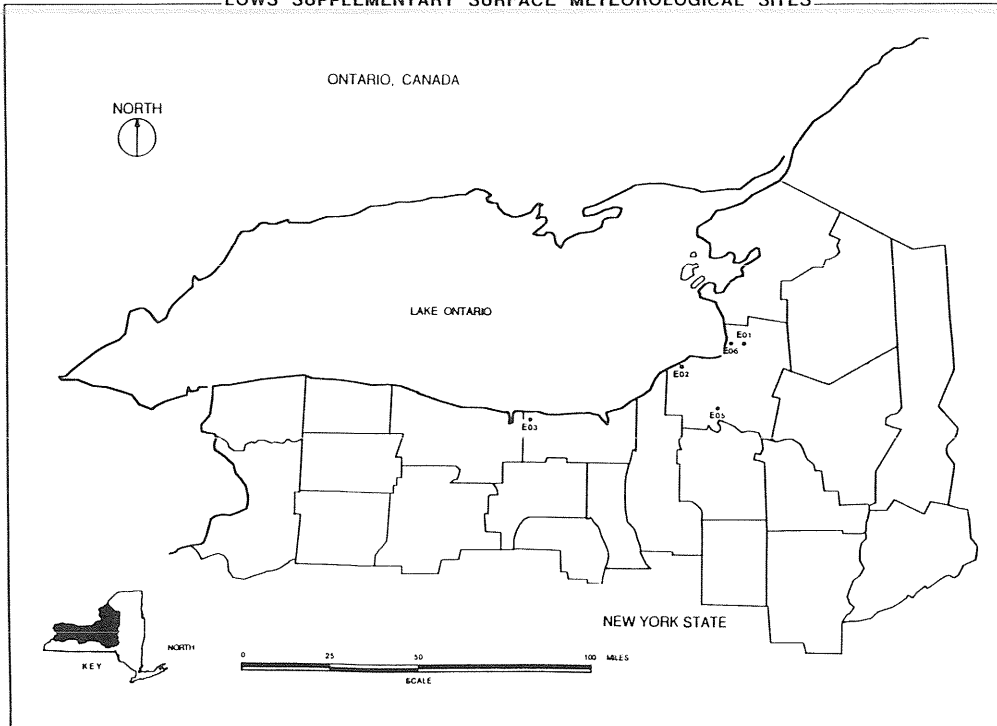 LOWS SUPPLEMENTARY SURFACE METEOROLOGICAL SITES
ONTARIO, CANADA
NORTH
LAKE ONTARIO
E01
E06
E02
E05
E03
NEW YORK STATE
NORTH
KEY
0 25 50 100 MILES
SCALE